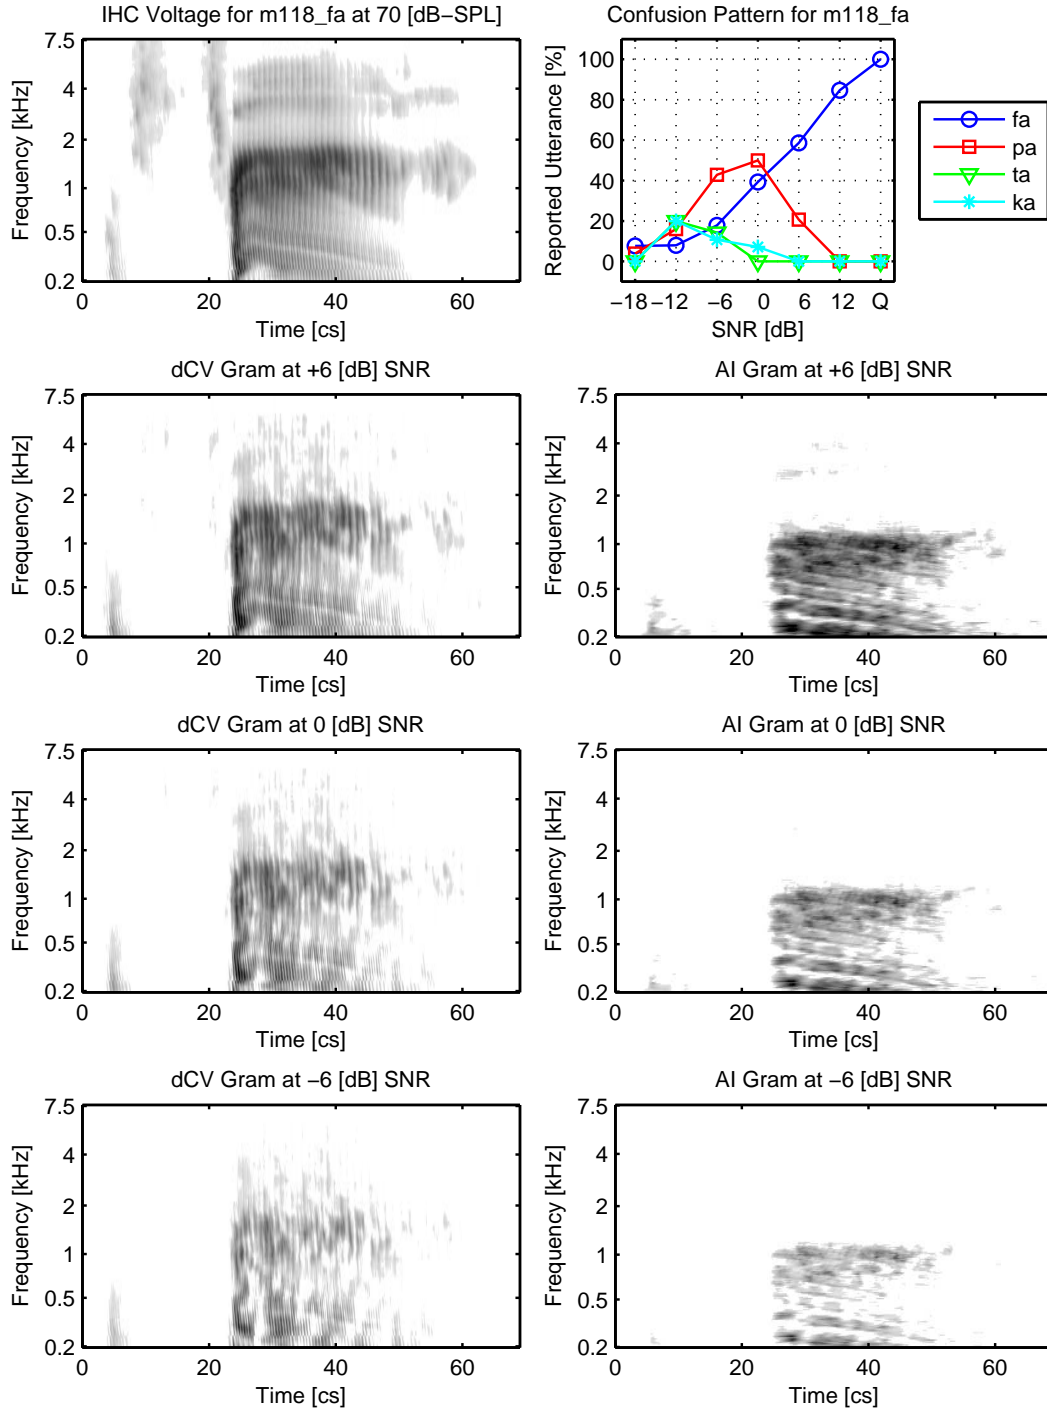 IHC Voltage for m118_fa at 70 [dB−SPL]
7.5
4
2
1
0.5
0.2
Frequency [kHz]
0 20 40 60
Time [cs]
Confusion Pattern for m118_fa
100
80
60
40
20
0
Reported Utterance [%]
−18 −12 −6 0 6 12 Q
SNR [dB]
fa
pa
ta
ka
dCV Gram at +6 [dB] SNR
7.5
4
2
1
0.5
0.2
Frequency [kHz]
0 20 40 60
Time [cs]
AI Gram at +6 [dB] SNR
7.5
4
2
1
0.5
0.2
Frequency [kHz]
0 20 40 60
Time [cs]
dCV Gram at 0 [dB] SNR
7.5
4
2
1
0.5
0.2
Frequency [kHz]
0 20 40 60
Time [cs]
AI Gram at 0 [dB] SNR
7.5
4
2
1
0.5
0.2
Frequency [kHz]
0 20 40 60
Time [cs]
dCV Gram at −6 [dB] SNR
7.5
4
2
1
0.5
0.2
Frequency [kHz]
0 20 40 60
Time [cs]
AI Gram at −6 [dB] SNR
7.5
4
2
1
0.5
0.2
Frequency [kHz]
0 20 40 60
Time [cs]